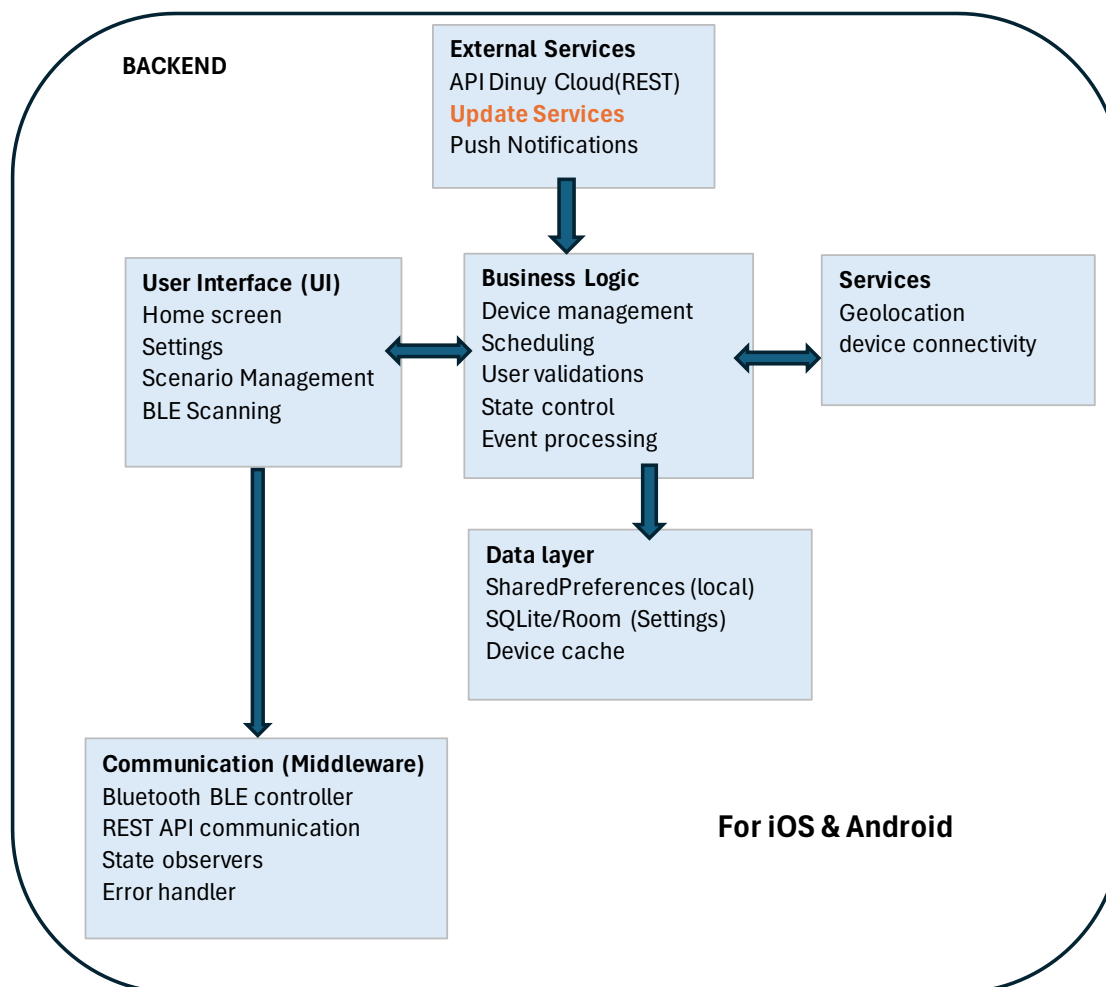 BACKEND
External Services
API Dinuy Cloud(REST)
Update Services
Push Notifications
User Interface (UI)
Home screen
Settings
Scenario Management
BLE Scanning
Business Logic
Device management
Scheduling
User validations
State control
Event processing
Services
Geolocation
device connectivity
Data layer
SharedPreferences (local)
SQLite/Room (Settings)
Device cache
Communication (Middleware)
Bluetooth BLE controller
REST API communication
State observers
Error handler
For iOS & Android